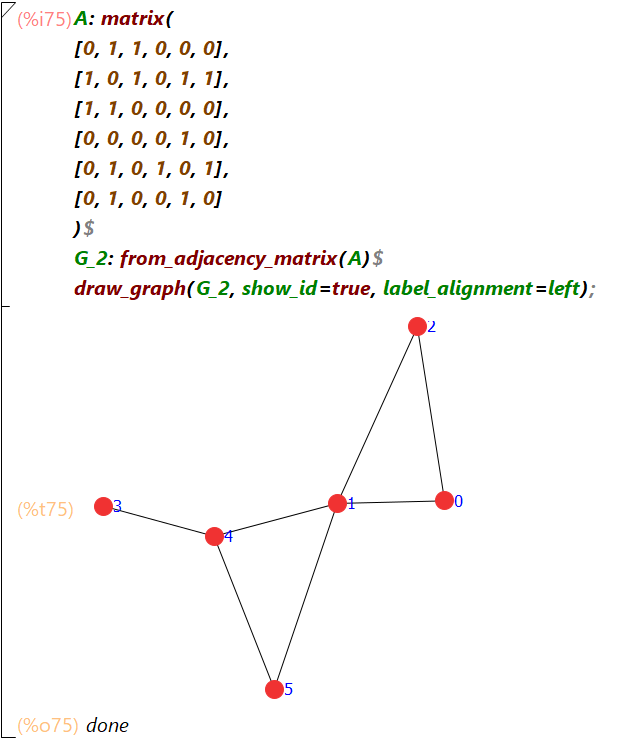 (%i75) A: matrix(
[0, 1, 1, 0, 0, 0],
[1, 0, 1, 0, 1, 1],
[1, 1, 0, 0, 0, 0],
[0, 0, 0, 0, 1, 0],
[0, 1, 0, 1, 0, 1],
[0, 1, 0, 0, 1, 0]
)$
G_2: from_adjacency_matrix(A)$
draw_graph(G_2, show_id=true, label_alignment=left);
2
(%t75) 3 1 0
4
5
(%o75) done